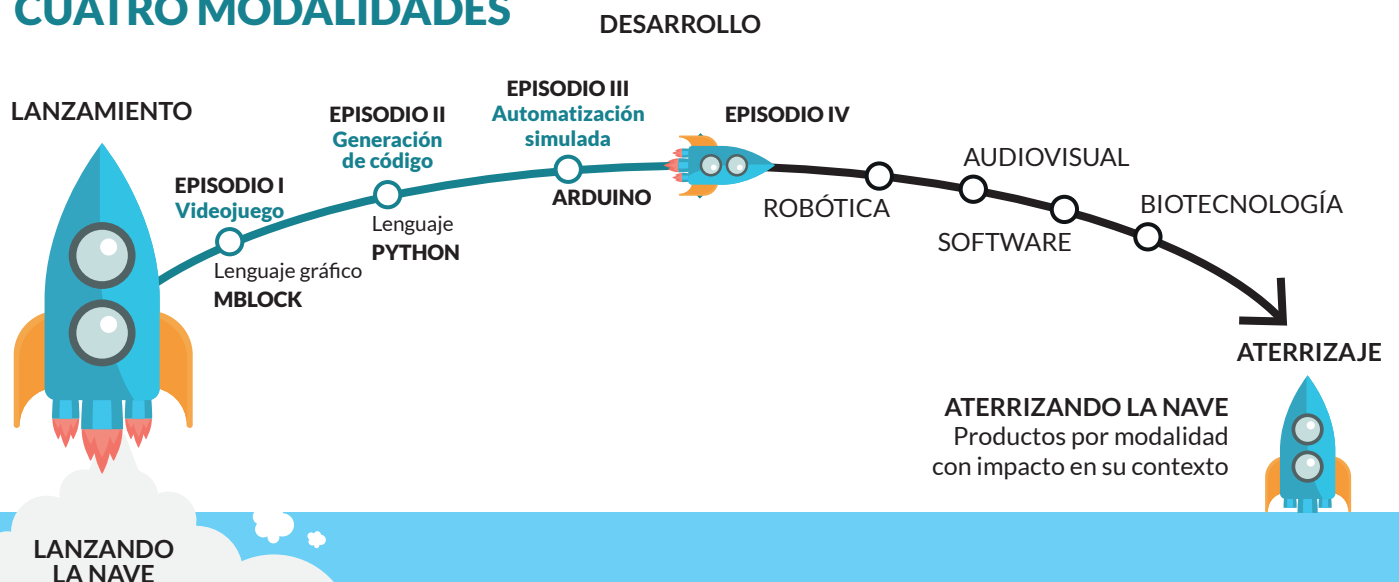 CUATRO MODALIDADES
DESARROLLO
LANZAMIENTO
EPISODIO I
Videojuego
Lenguaje gráfico
MBLOCK
EPISODIO II
Generación
de código
Lenguaje
PYTHON
EPISODIO III
Automatización
simulada
ARDUINO
EPISODIO IV
ROBÓTICA
AUDIOVISUAL
SOFTWARE
BIOTECNOLOGÍA
ATERRIZAJE
ATERRIZANDO LA NAVE
Productos por modalidad
con impacto en su contexto
LANZANDO
LA NAVE